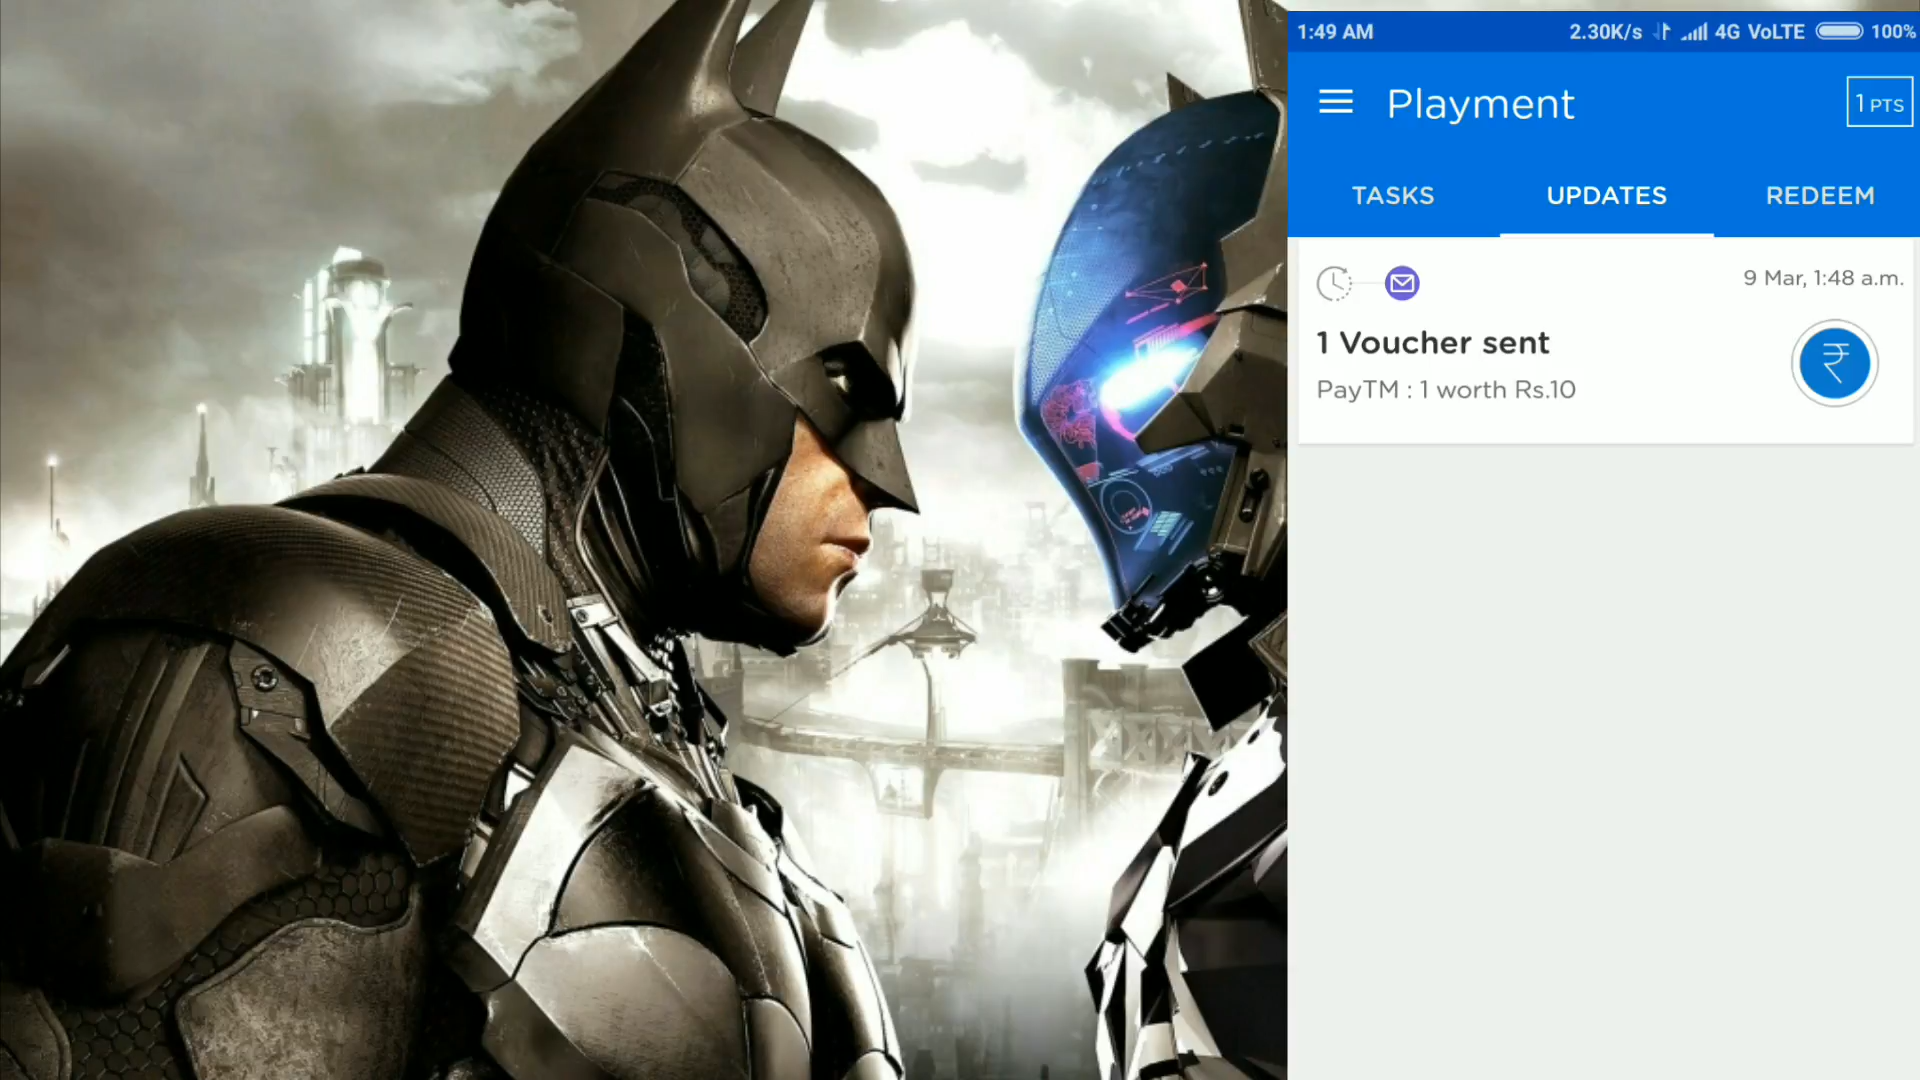 1:49 AM 2.30K/s 4G VoLTE 100%
Playment 1 PTS
TASKS UPDATES REDEEM
9 Mar, 1:48 a.m.
1 Voucher sent
PayTM : 1 worth Rs.10
₹